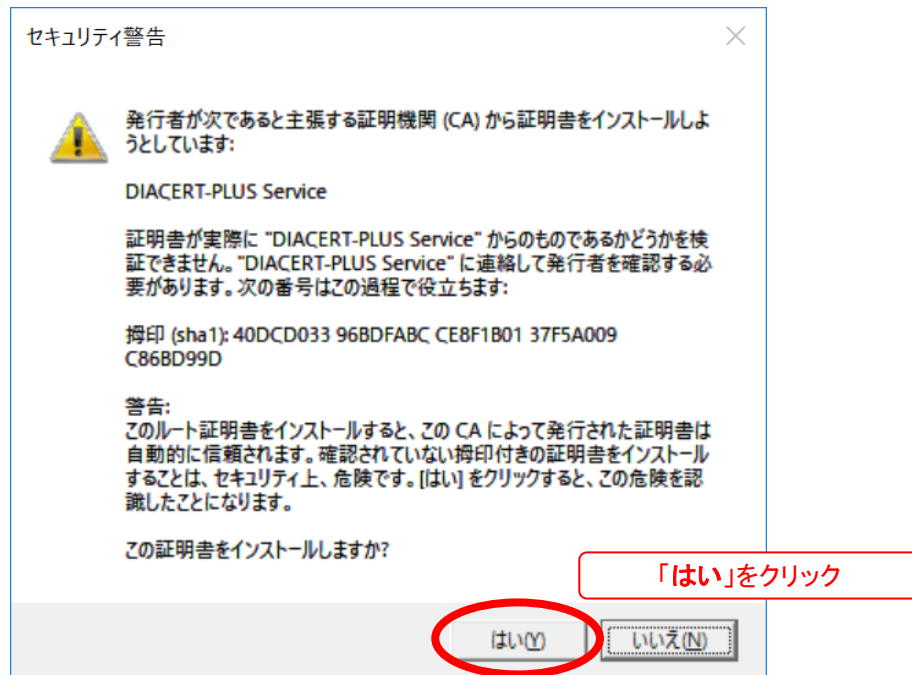 セキュリティ警告
発行者が次であると主張する証明機関 (CA) から証明書をインストールしよ
うとしています:
DIACERT-PLUS Service
証明書が実際に "DIACERT-PLUS Service" からのものであるかどうかを検
証できません。"DIACERT-PLUS Service" に連絡して発行者を確認する必
要があります。次の番号はこの過程で役立ちます:
拇印 (sha1): 40DCD033 96BDFABC CE8F1B01 37F5A009
C86BD99D
警告:
このルート証明書をインストールすると、この CA によって発行された証明書は
自動的に信頼されます。確認されていない拇印付きの証明書をインストール
することは、セキュリティ上、危険です。[はい] をクリックすると、この危険を認
識したことになります。
この証明書をインストールしますか?
「はい」をクリック
はい(Y)
いいえ(N)